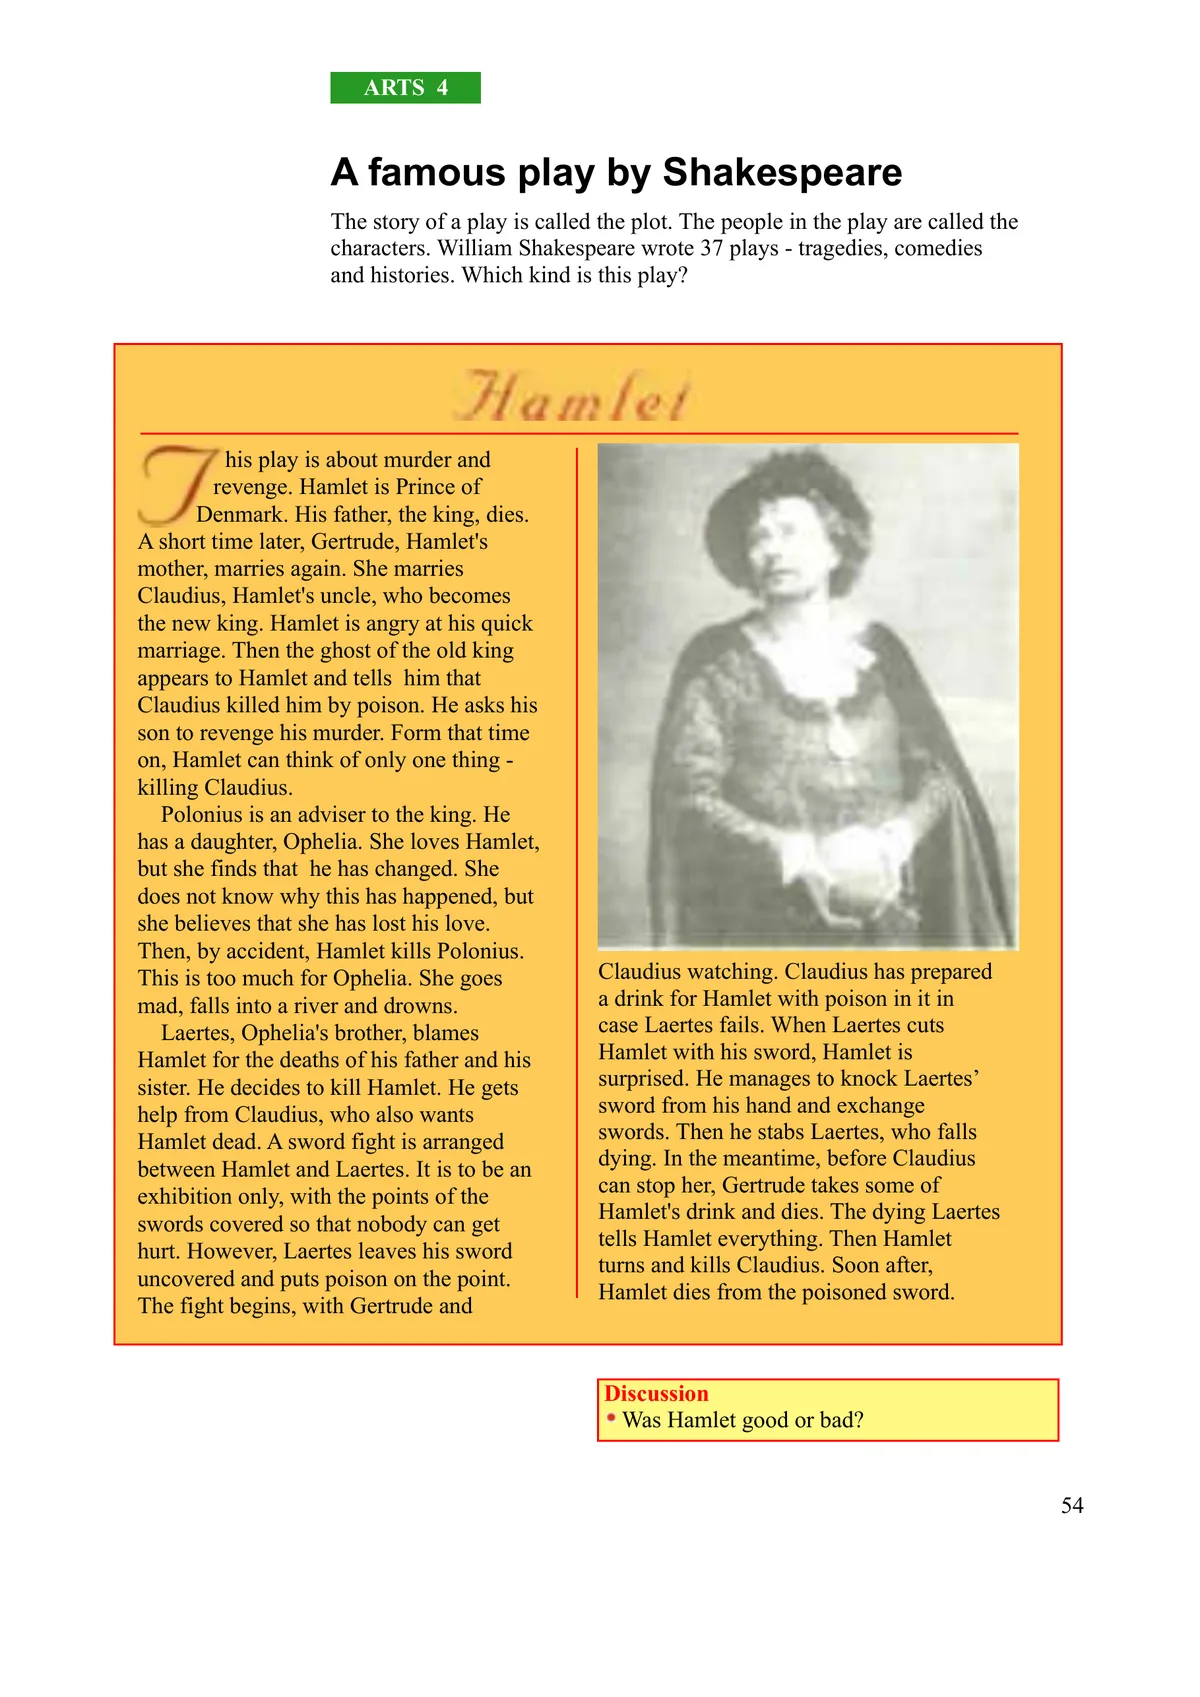 ARTS 4
A famous play by Shakespeare
The story of a play is called the plot. The people in the play are called the
characters. William Shakespeare wrote 37 plays - tragedies, comedies
and histories. Which kind is this play?
Hamlet
This play is about murder and
revenge. Hamlet is Prince of
Denmark. His father, the king, dies.
A short time later, Gertrude, Hamlet's
mother, marries again. She marries
Claudius, Hamlet's uncle, who becomes
the new king. Hamlet is angry at his quick
marriage. Then the ghost of the old king
appears to Hamlet and tells him that
Claudius killed him by poison. He asks his
son to revenge his murder. Form that time
on, Hamlet can think of only one thing -
killing Claudius.
Polonius is an adviser to the king. He
has a daughter, Ophelia. She loves Hamlet,
but she finds that he has changed. She
does not know why this has happened, but
she believes that she has lost his love.
Then, by accident, Hamlet kills Polonius.
This is too much for Ophelia. She goes
mad, falls into a river and drowns.
Laertes, Ophelia's brother, blames
Hamlet for the deaths of his father and his
sister. He decides to kill Hamlet. He gets
help from Claudius, who also wants
Hamlet dead. A sword fight is arranged
between Hamlet and Laertes. It is to be an
exhibition only, with the points of the
swords covered so that nobody can get
hurt. However, Laertes leaves his sword
uncovered and puts poison on the point.
The fight begins, with Gertrude and
Claudius watching. Claudius has prepared
a drink for Hamlet with poison in it in
case Laertes fails. When Laertes cuts
Hamlet with his sword, Hamlet is
surprised. He manages to knock Laertes’
sword from his hand and exchange
swords. Then he stabs Laertes, who falls
dying. In the meantime, before Claudius
can stop her, Gertrude takes some of
Hamlet's drink and dies. The dying Laertes
tells Hamlet everything. Then Hamlet
turns and kills Claudius. Soon after,
Hamlet dies from the poisoned sword.
Discussion
• Was Hamlet good or bad?
54